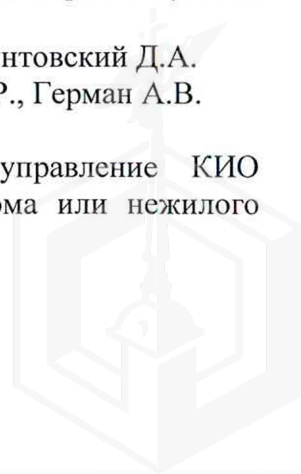 нтовский Д.А.
Р., Герман А.В.
управление КИО
ома или нежилого